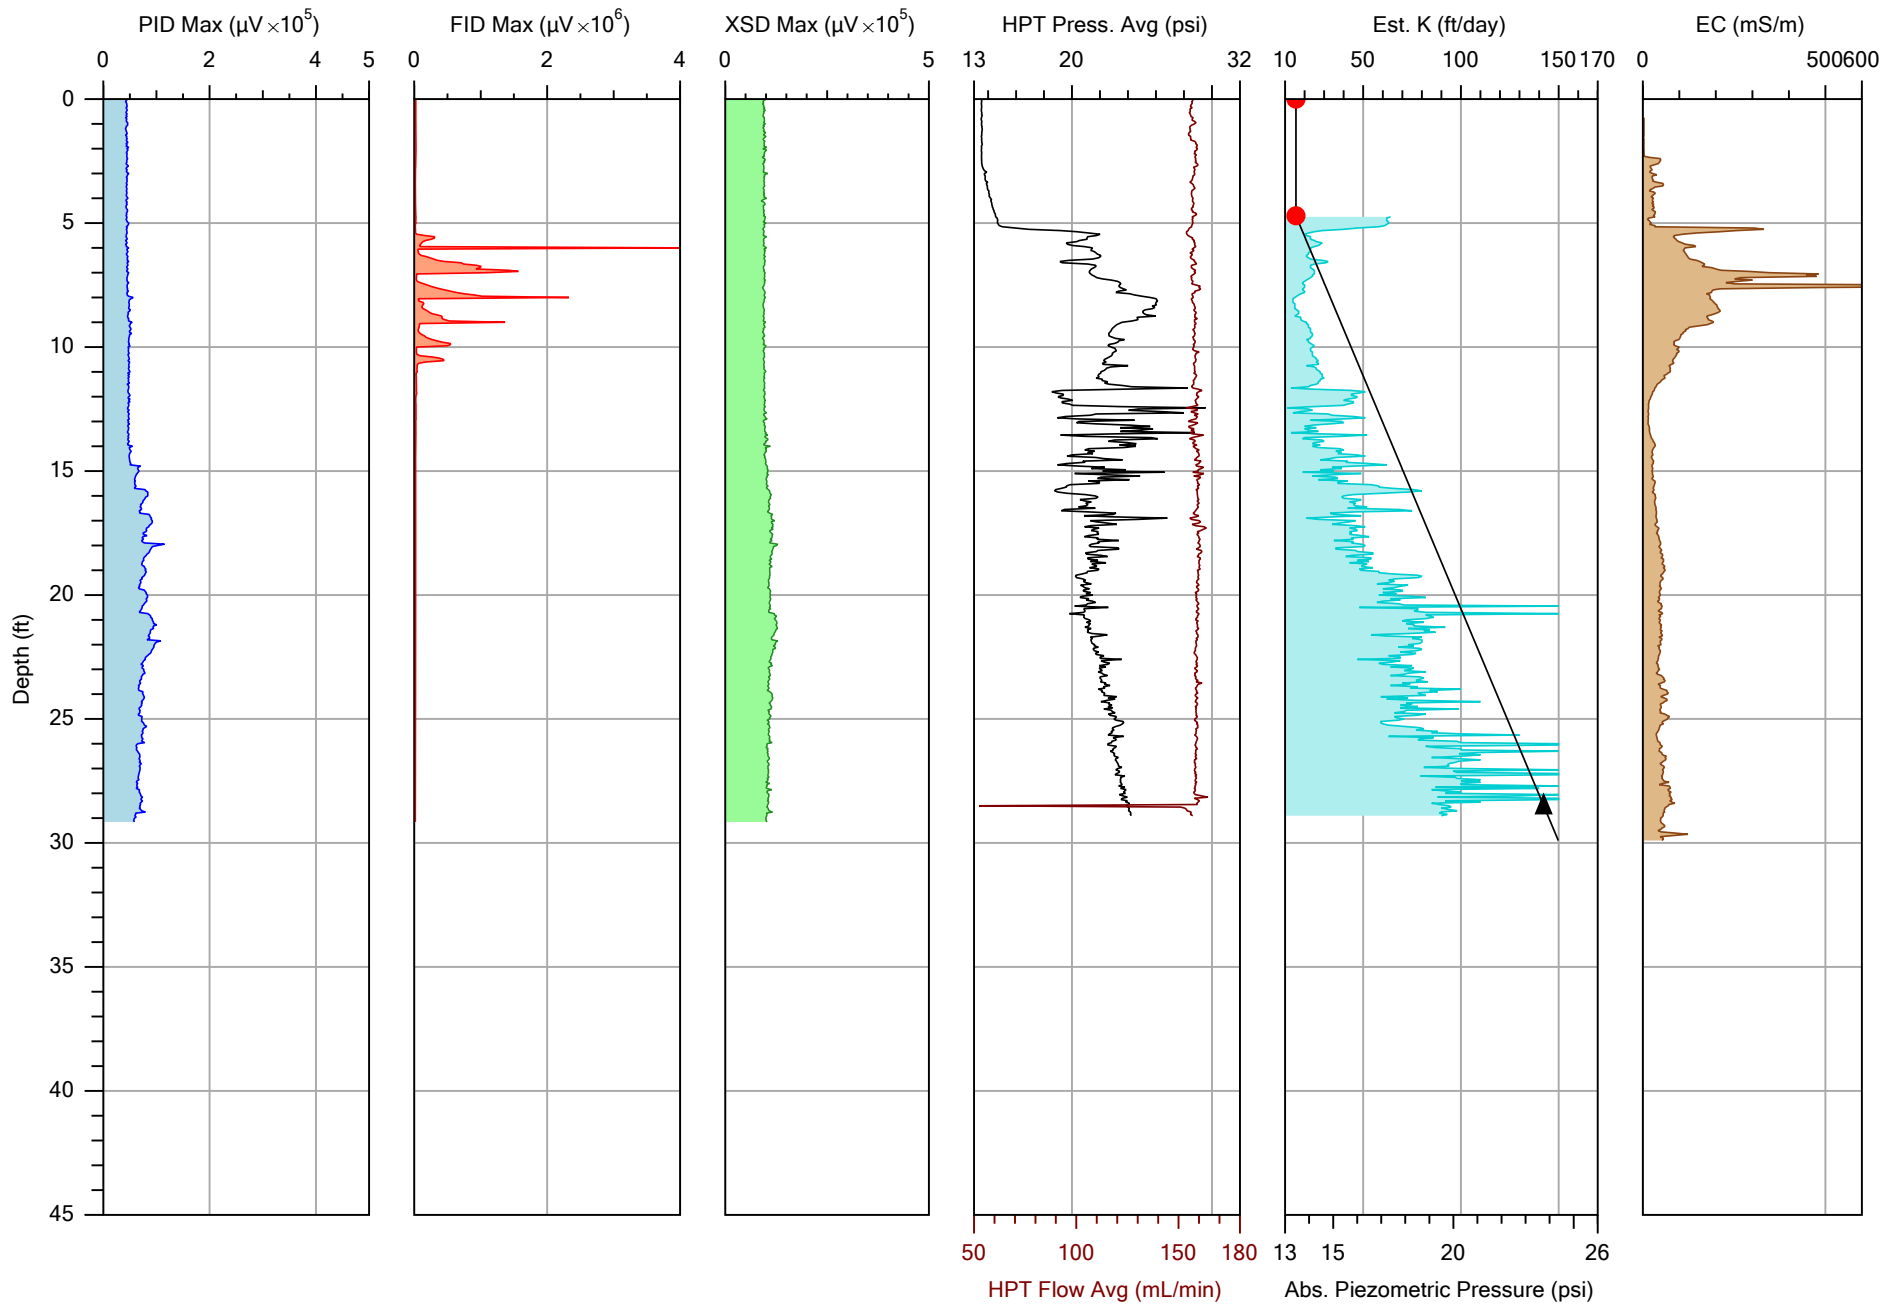 PID Max (µV ×10⁵) FID Max (µV ×10⁶) XSD Max (µV ×10⁵) HPT Press. Avg (psi) Est. K (ft/day) EC (mS/m)
0 2 4 5 0 2 4 0 5 13 20 32 10 50 100 150 170 0 500 600
0
5
10
15
20
Depth (ft)
25
30
35
40
45
50 100 150 180 13 15 20 26
HPT Flow Avg (mL/min) Abs. Piezometric Pressure (psi)